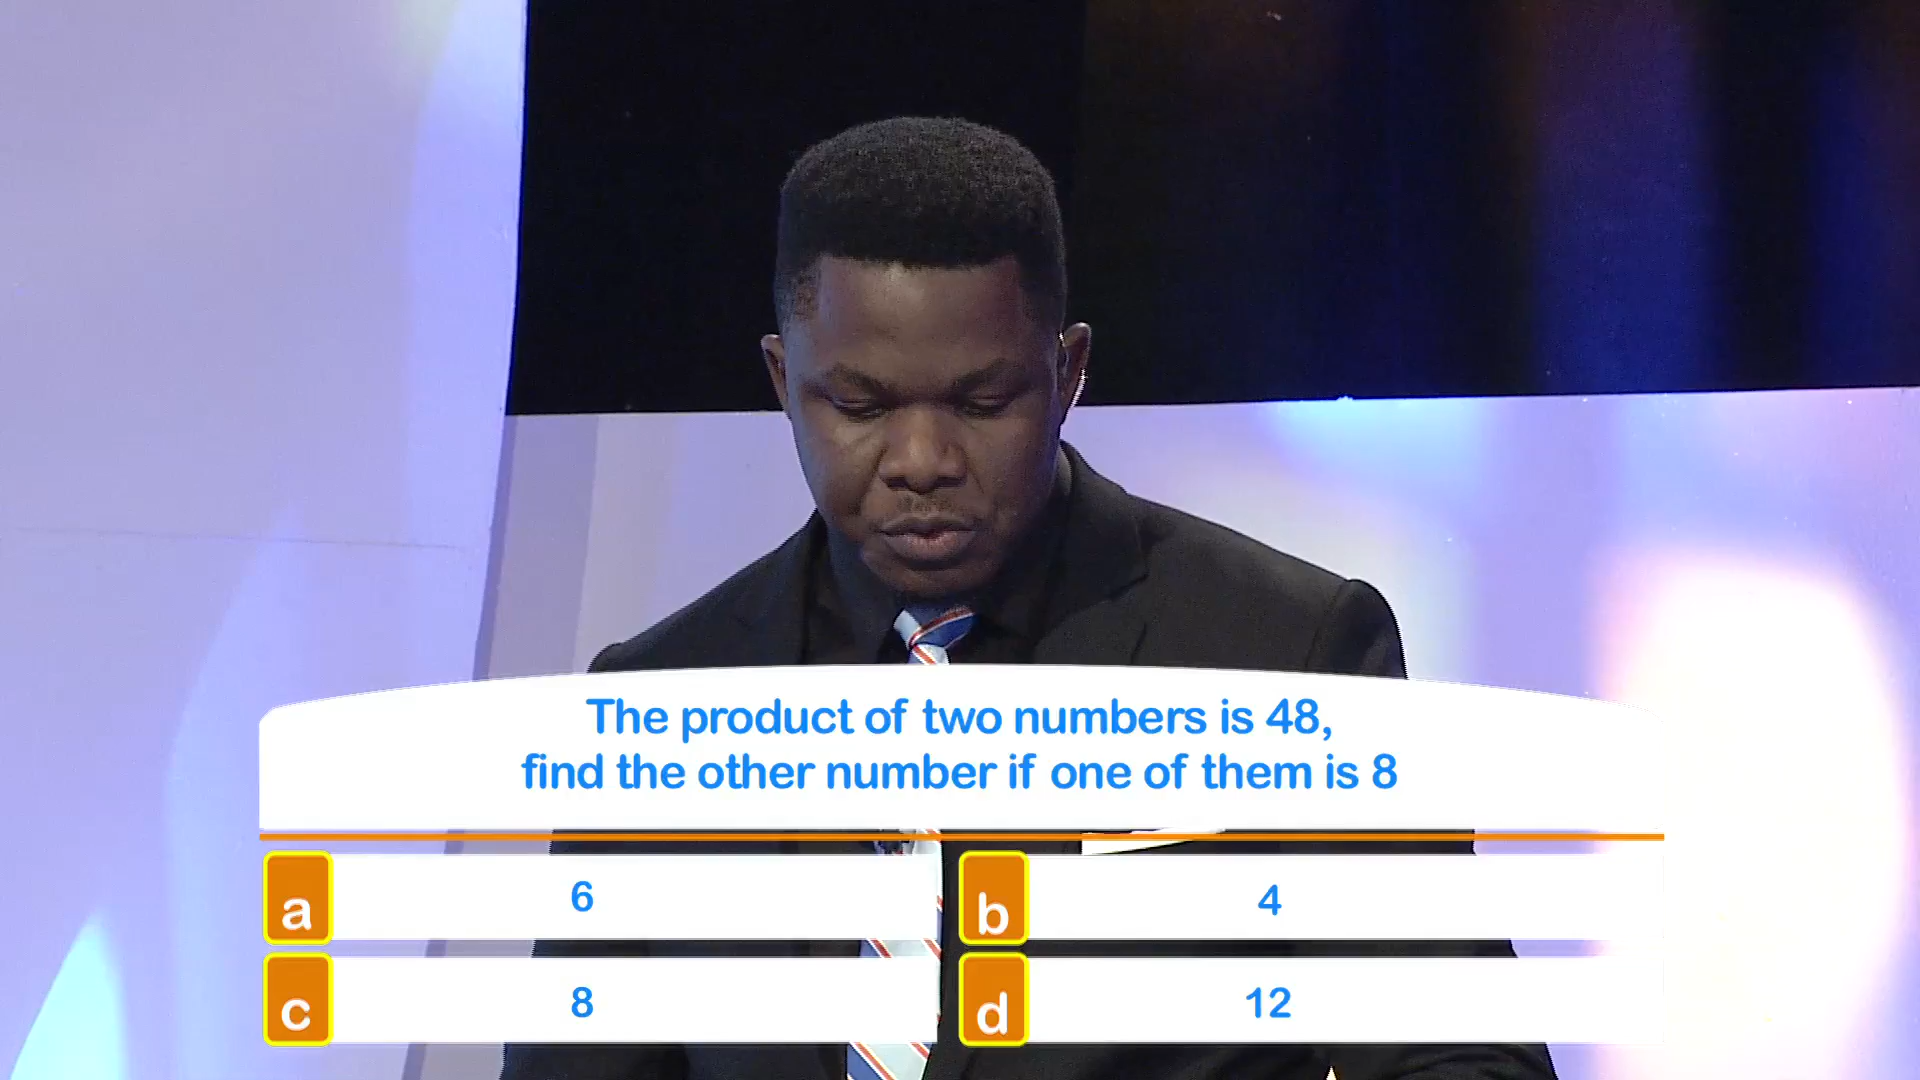 The product of two numbers is 48,
find the other number if one of them is 8
a 6
b 4
c 8
d 12